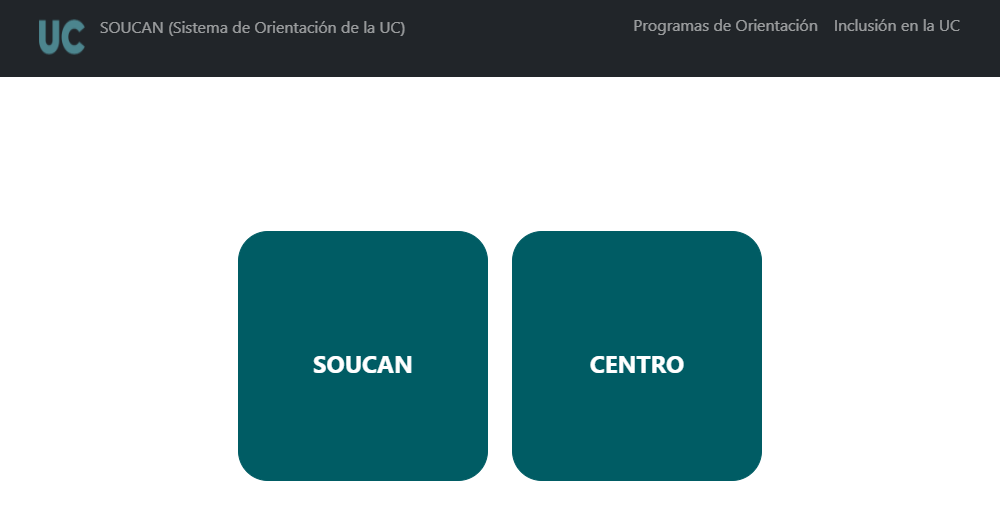 UC SOUCAN (Sistema de Orientación de la UC) Programas de Orientación Inclusión en la UC
SOUCAN CENTRO